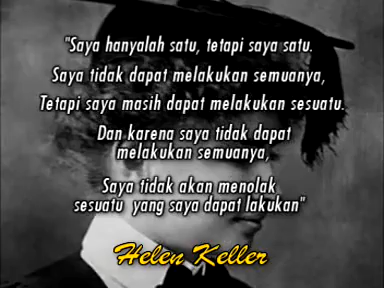 "Saya hanyalah satu, tetapi saya satu.
Saya tidak dapat melakukan semuanya,
Tetapi saya masih dapat melakukan sesuatu.
Dan karena saya tidak dapat
melakukan semuanya,
Saya tidak akan menolak
sesuatu yang saya dapat lakukan"
Helen Keller